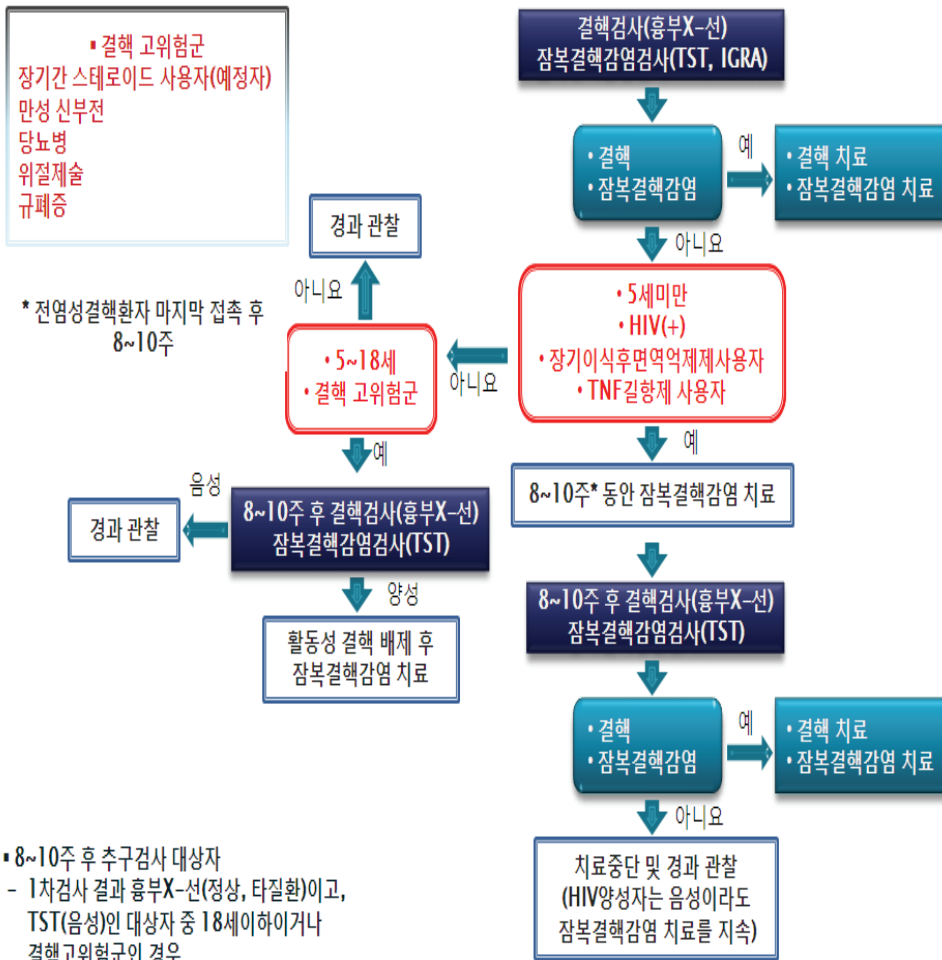 ▪ 결핵 고위험군
장기간 스테로이드 사용자(예정자)
만성 신부전
당뇨병
위절제술
규폐증
결핵검사(흉부X-선)
잠복결핵감염검사(TST, IGRA)
• 결핵
• 잠복결핵감염
예
• 결핵 치료
• 잠복결핵감염 치료
아니요
• 5세미만
• HIV(+)
• 장기이식후면역억제제사용자
• TNF길항제 사용자
아니요
• 5~18세
• 결핵 고위험군
아니요
경과 관찰
* 전염성결핵환자 마지막 접촉 후
8~10주
예
8~10주 후 결핵검사(흉부X-선)
잠복결핵감염검사(TST)
음성
경과 관찰
양성
활동성 결핵 배제 후
잠복결핵감염 치료
예
8~10주* 동안 잠복결핵감염 치료
8~10주 후 결핵검사(흉부X-선)
잠복결핵감염검사(TST)
• 결핵
• 잠복결핵감염
예
• 결핵 치료
• 잠복결핵감염 치료
아니요
치료중단 및 경과 관찰
(HIV양성자는 음성이라도
잠복결핵감염 치료를 지속)
▪ 8~10주 후 추구검사 대상자
- 1차검사 결과 흉부X-선(정상, 타질환)이고,
TST(음성)인 대상자 중 18세이하이거나
결핵고위험군인 경우